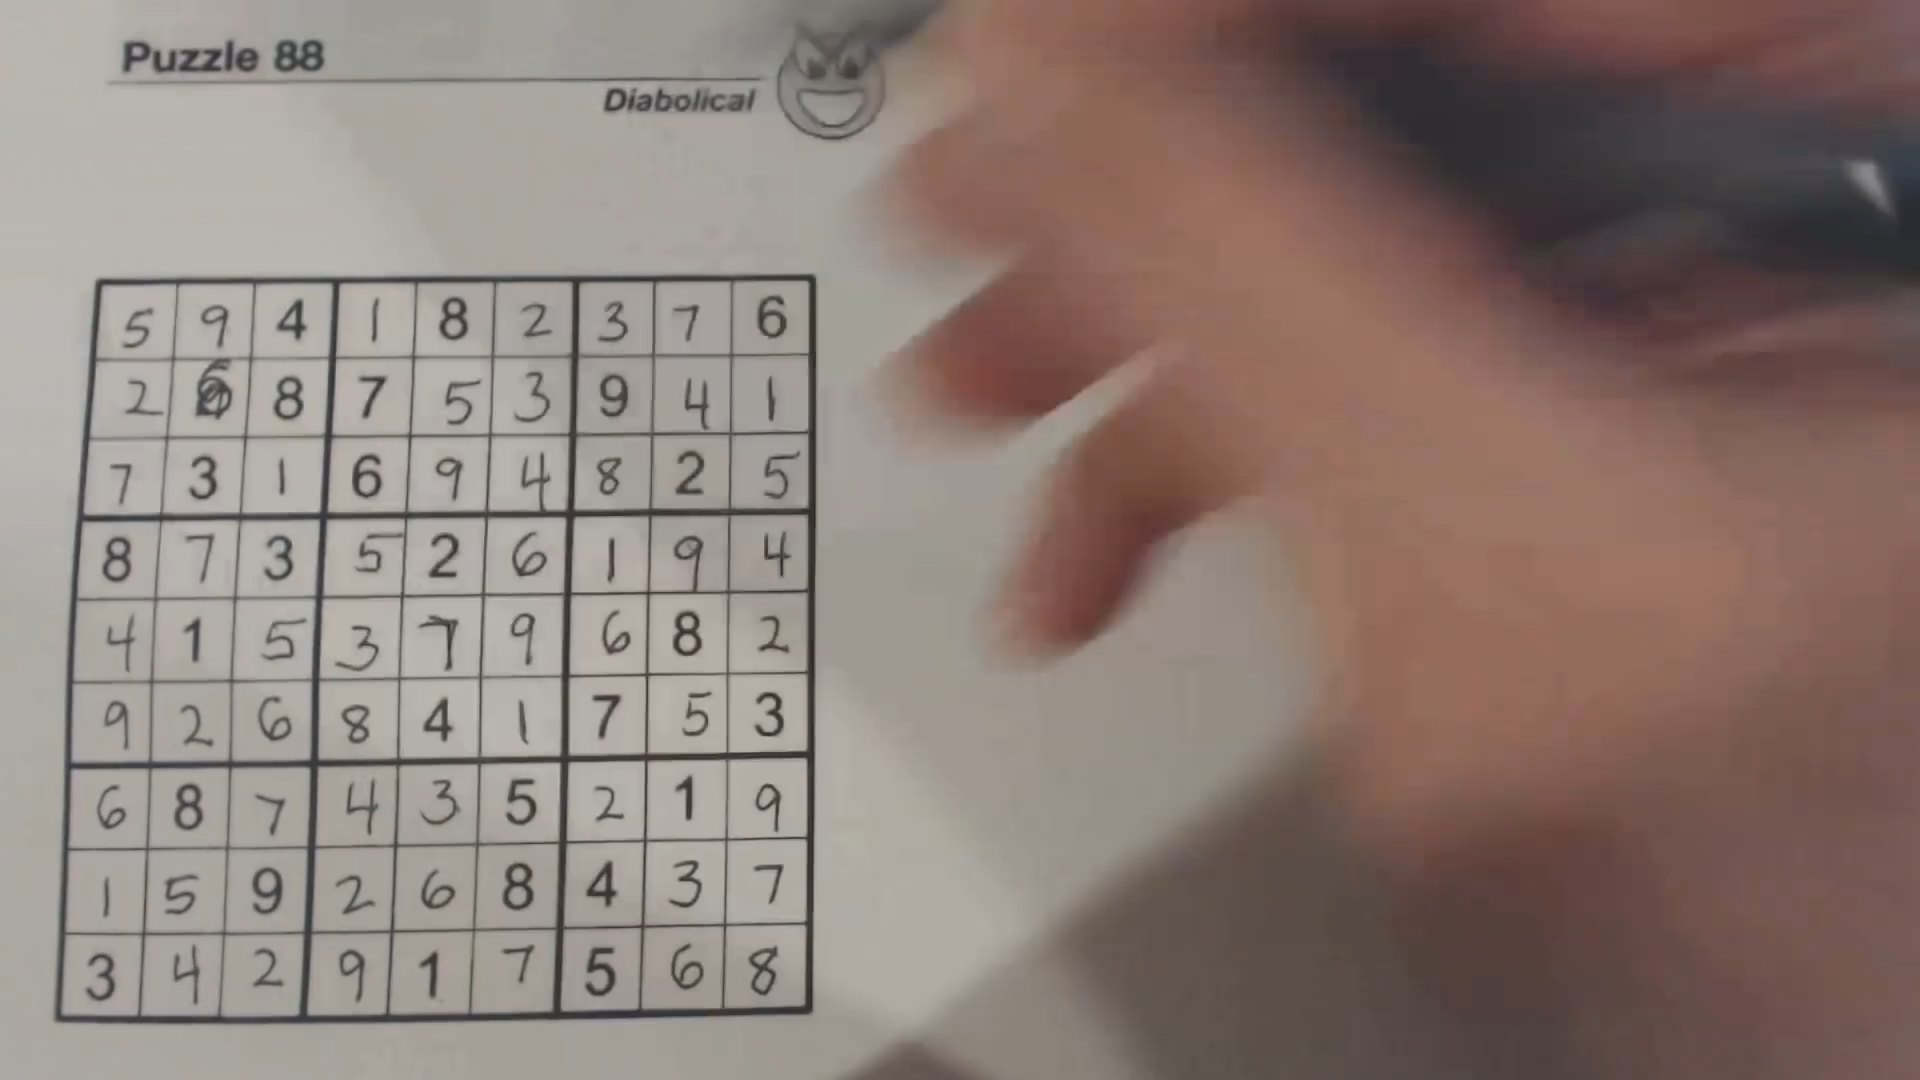 Puzzle 88
Diabolical
5 9 4 1 8 2 3 7 6
2 6 8 7 5 3 9 4 1
7 3 1 6 9 4 8 2 5
8 7 3 5 2 6 1 9 4
4 1 5 3 7 9 6 8 2
9 2 6 8 4 1 7 5 3
6 8 7 4 3 5 2 1 9
1 5 9 2 6 8 4 3 7
3 4 2 9 1 7 5 6 8